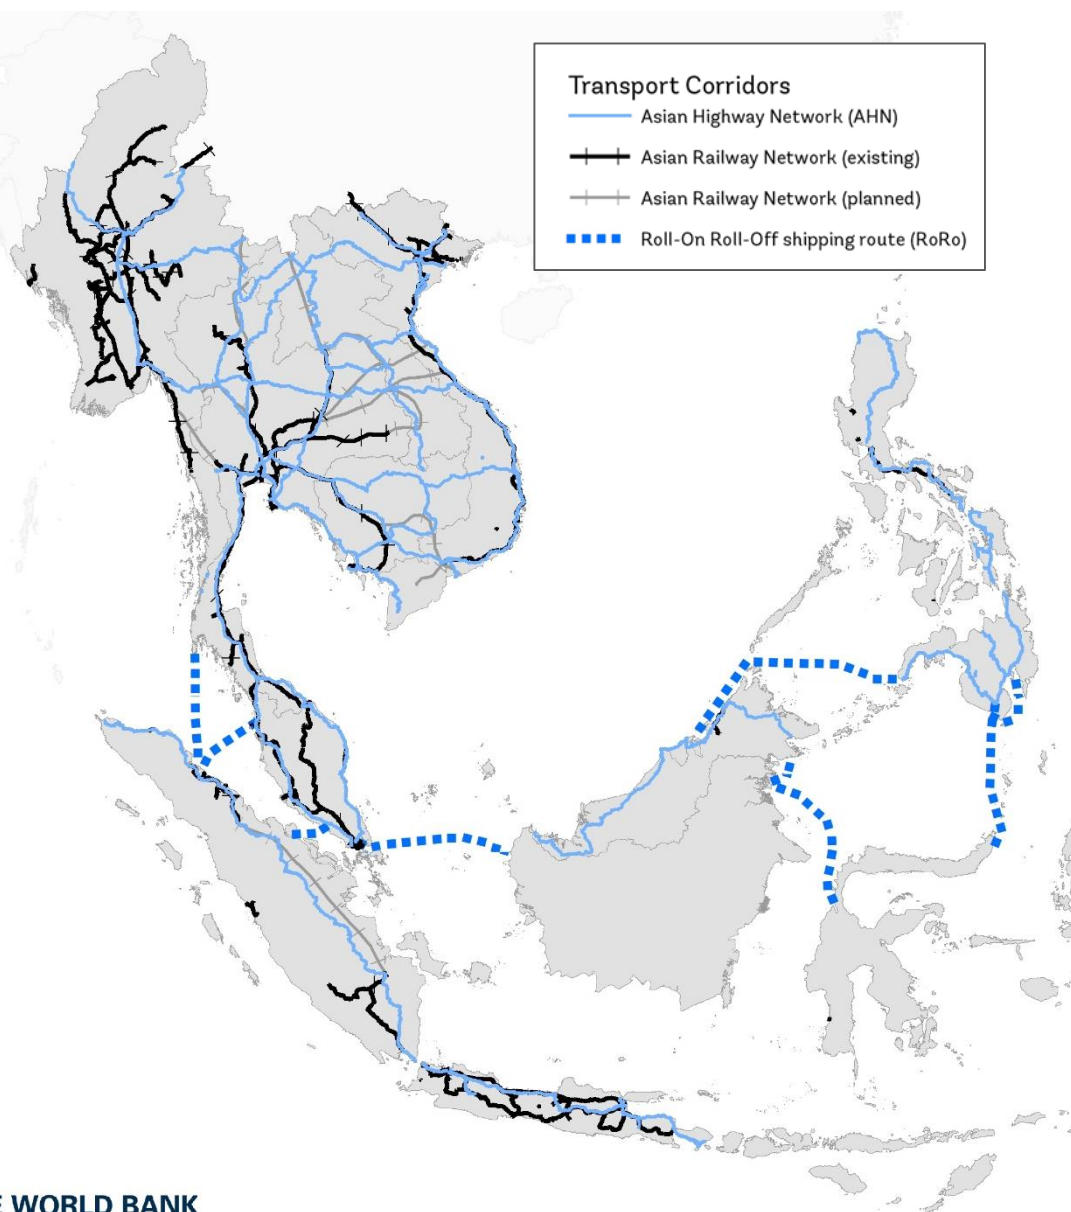 Transport Corridors
Asian Highway Network (AHN)
Asian Railway Network (existing)
Asian Railway Network (planned)
Roll-On Roll-Off shipping route (RoRo)
WORLD BANK